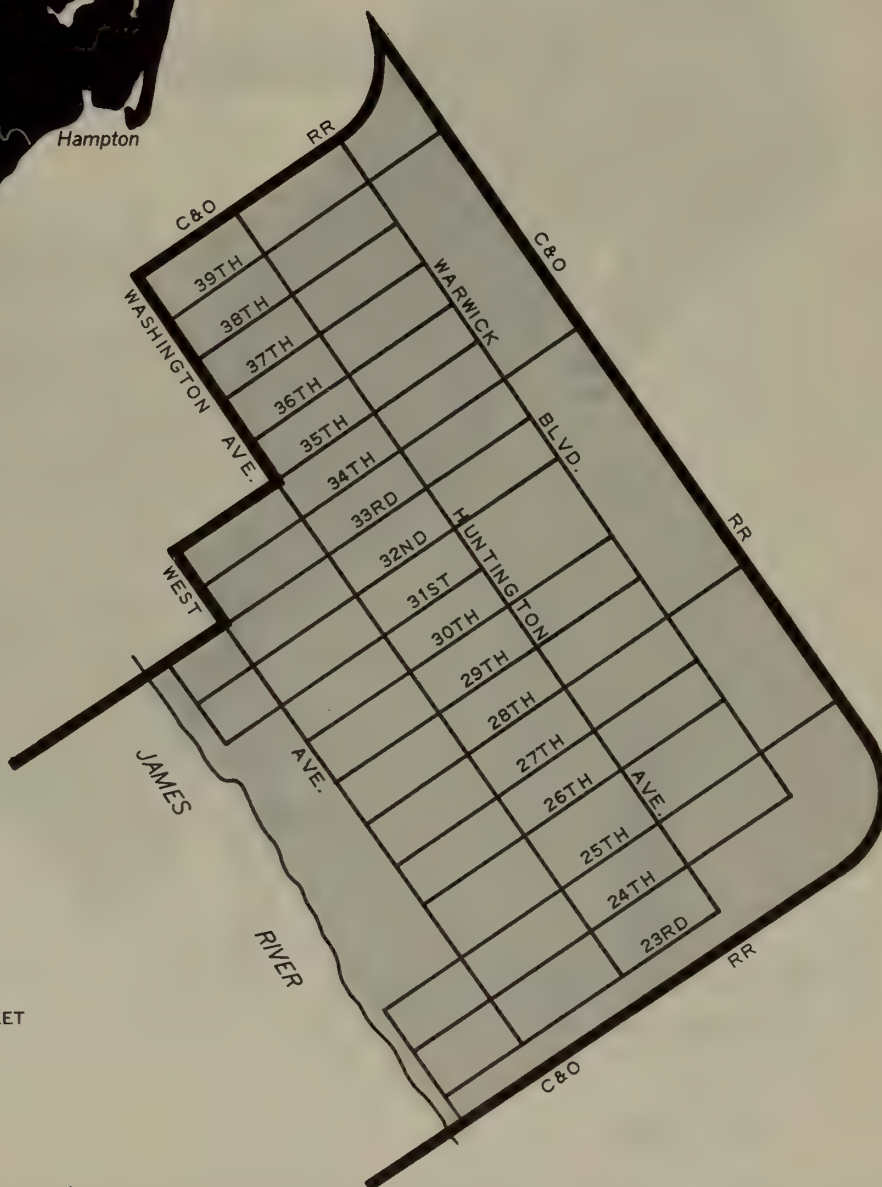 Hampton
C&O RR
C&O RR
WASHINGTON AVE.
39TH
38TH
37TH
36TH
35TH
34TH
33RD
32ND
31ST
30TH
29TH
28TH
27TH
26TH
25TH
24TH
23RD
WARWICK BLVD.
HUNTINGTON AVE.
WEST AVE.
JAMES RIVER
ET
C&O RR